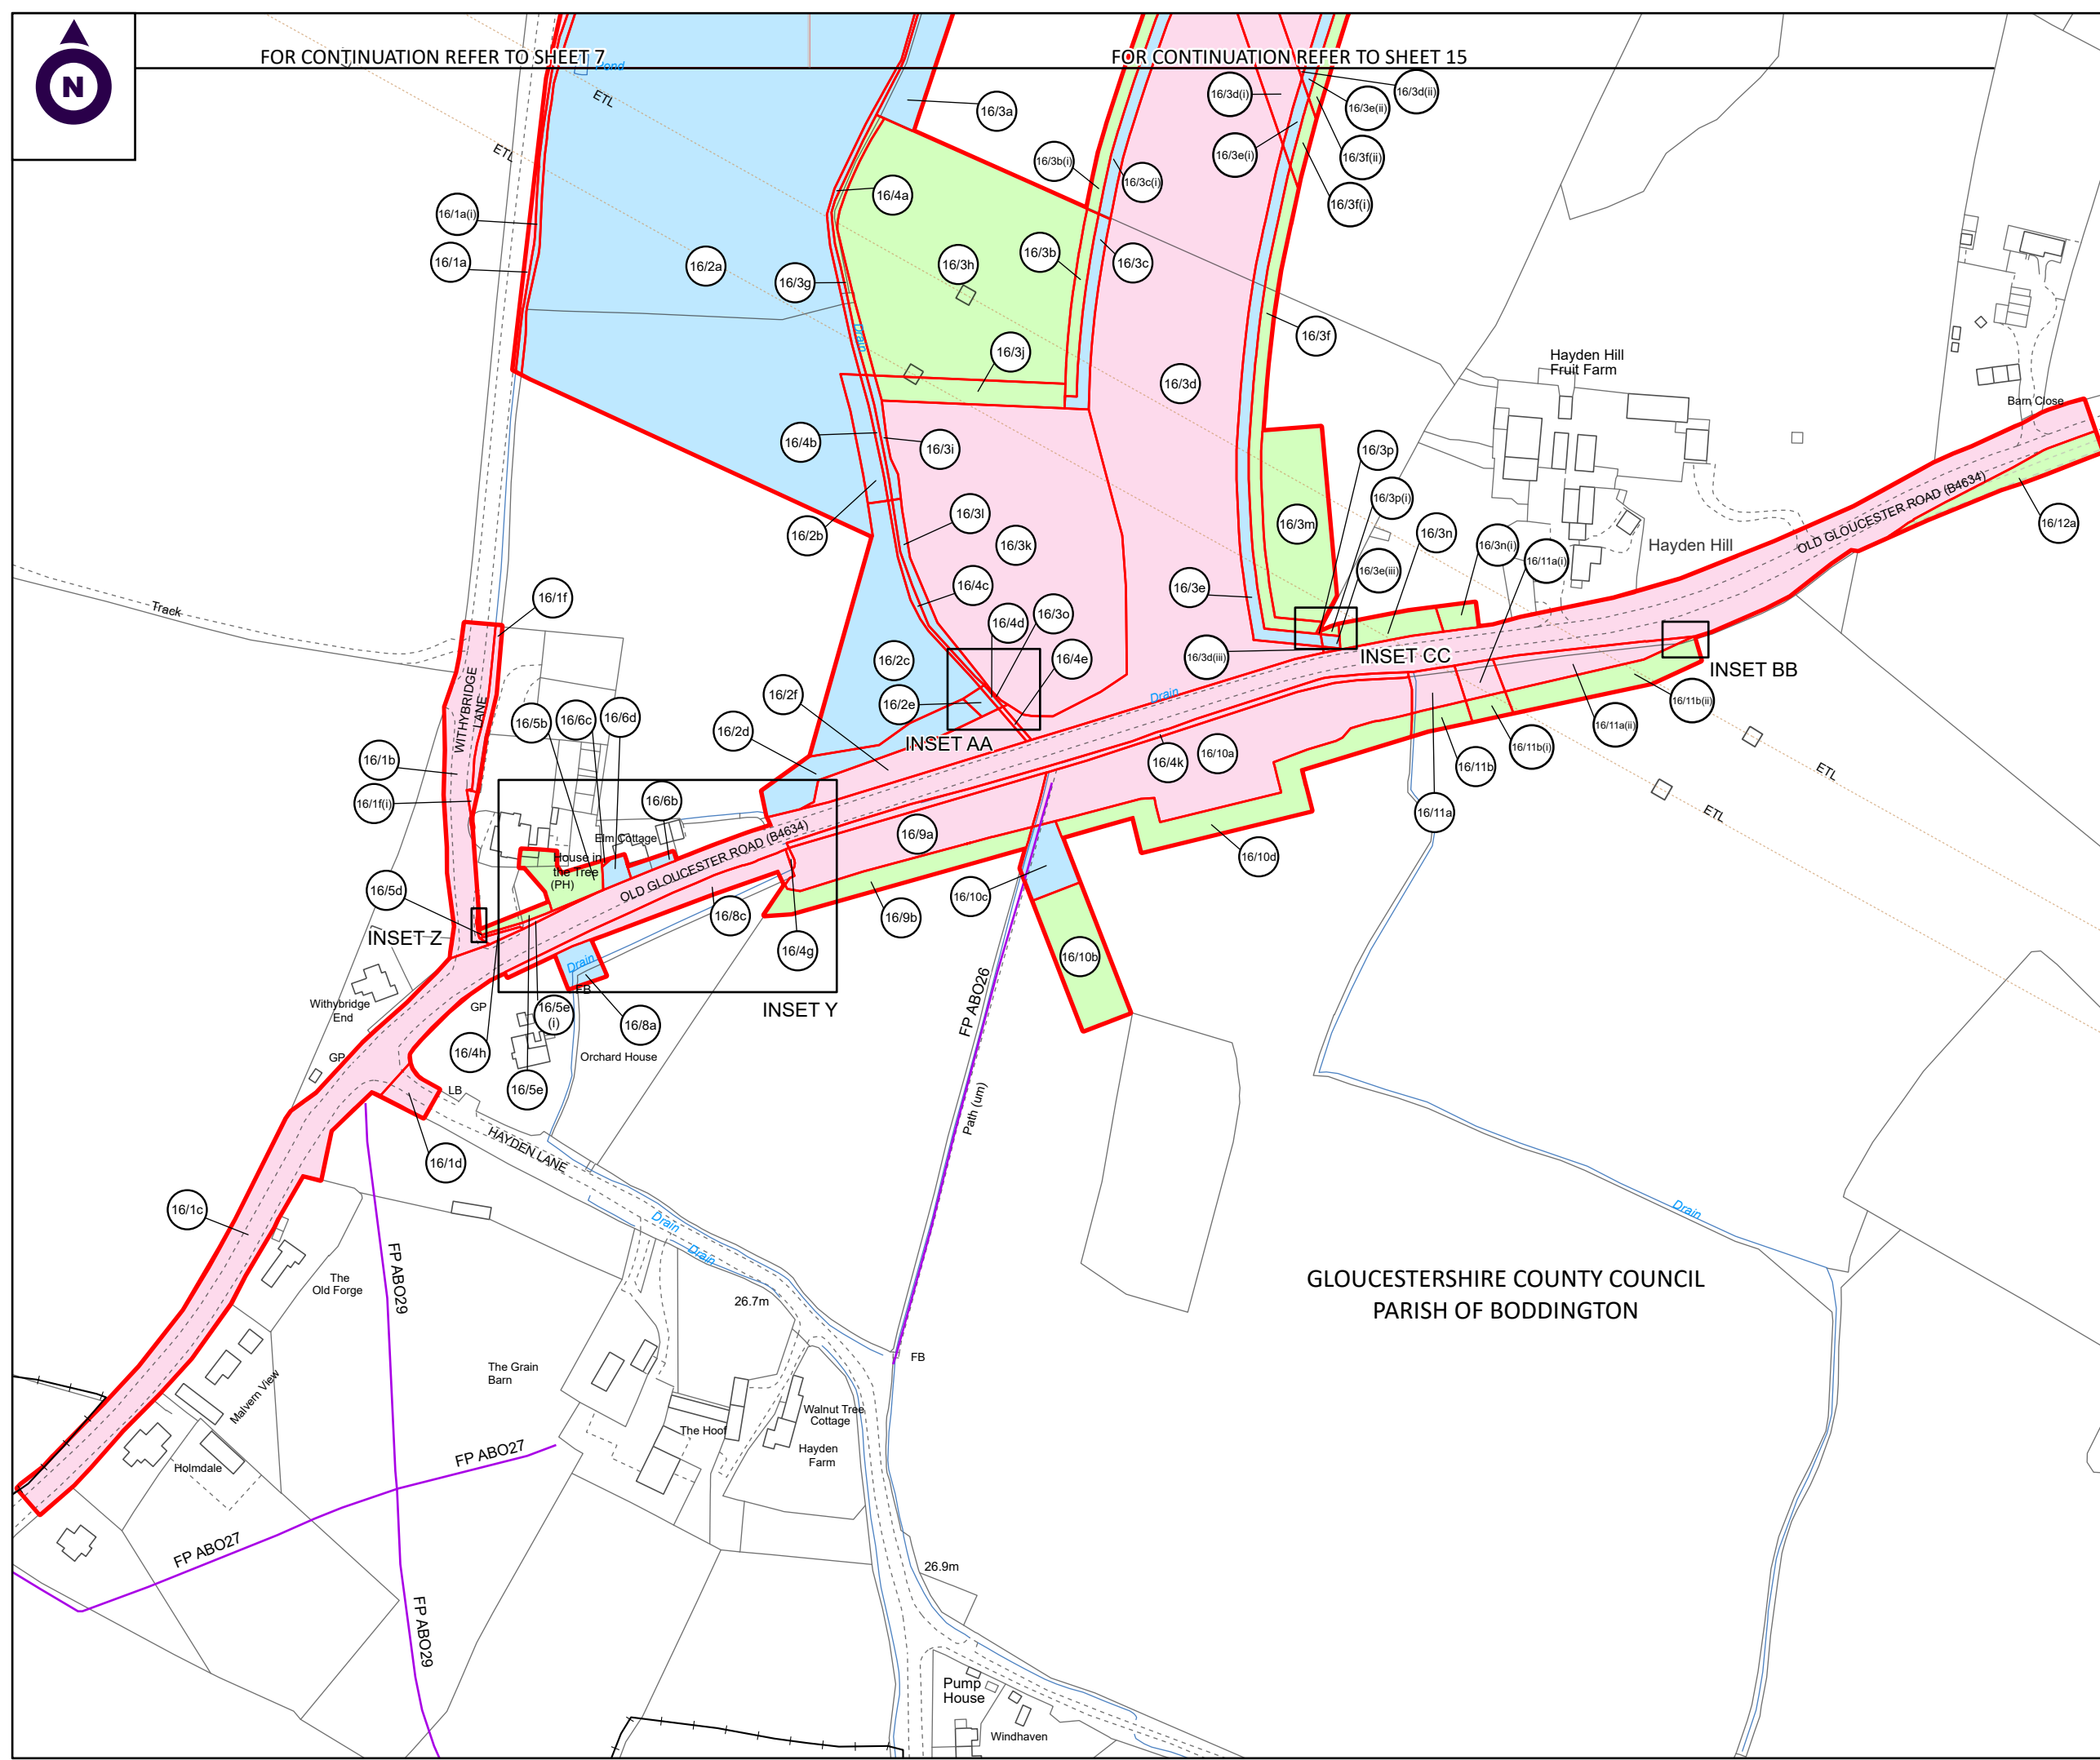 N
FOR CONTINUATION REFER TO SHEET 7
FOR CONTINUATION REFER TO SHEET 15
Pond
ETL
ETL
16/3a
16/3d(i)
16/3e(ii)
16/3d(ii)
16/3b(i)
16/3c(i)
16/3e(i)
16/3f(ii)
16/3f(i)
16/4a
16/1a(i)
16/1a
16/2a
16/3g
16/3h
16/3b
16/3c
16/3f
Drain
16/3j
16/3d
Hayden Hill
Fruit Farm
Barn Close
16/4b
16/3i
16/3p
16/3p(i)
16/2b
16/3l
16/3k
16/3m
16/3n
16/3n(i)
16/11a(i)
16/3e(iii)
Hayden Hill
OLD GLOUCESTER ROAD (B4634)
16/12a
Track
16/1f
16/4c
16/3e
16/4d
16/3o
16/4e
16/3d(iii)
INSET CC
INSET BB
16/2c
16/2e
16/2f
16/2d
INSET AA
Drain
WITHYBRIDGE
LANE
16/5b
16/6c
16/6d
16/11b(ii)
16/11a(ii)
16/11b(i)
16/11b
16/11a
16/1b
16/1f(i)
16/4k
16/10a
ETL
ETL
16/6b
Elm Cottage
House in
the Tree
(PH)
OLD GLOUCESTER ROAD (B4634)
16/9a
16/10d
16/5d
INSET Z
16/8c
16/9b
16/10c
16/4g
16/10b
Drain
FB
INSET Y
Withybridge
End
GP
GP
16/5e
(i)
16/8a
16/4h
16/5e
Orchard House
FP ABO26
Path (um)
LB
HAYDEN LANE
16/1d
16/1c
Drain
Drain
Drain
FP ABO29
The
Old Forge
26.7m
GLOUCESTERSHIRE COUNTY COUNCIL
PARISH OF BODDINGTON
FB
The Grain
Barn
Malvern View
Walnut Tree
Cottage
The Hoof
Hayden
Farm
FP ABO27
Holmdale
FP ABO27
26.9m
FP ABO29
Pump
House
Windhaven